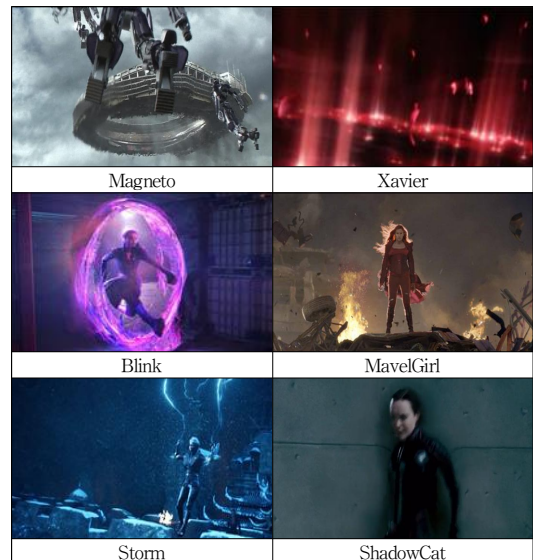 Magneto
Xavier
Blink
MavelGirl
Storm
ShadowCat